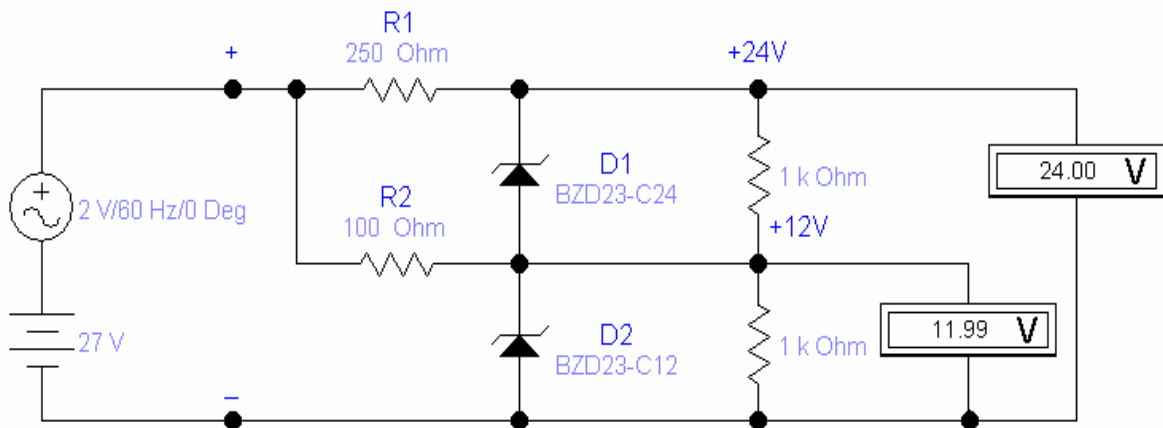 R1
250 Ohm
+
+24V
D1
BZD23-C24
1 k Ohm
24.00 V
+
2 V/60 Hz/0 Deg
R2
100 Ohm
+12V
27 V
D2
BZD23-C12
1 k Ohm
11.99 V
–